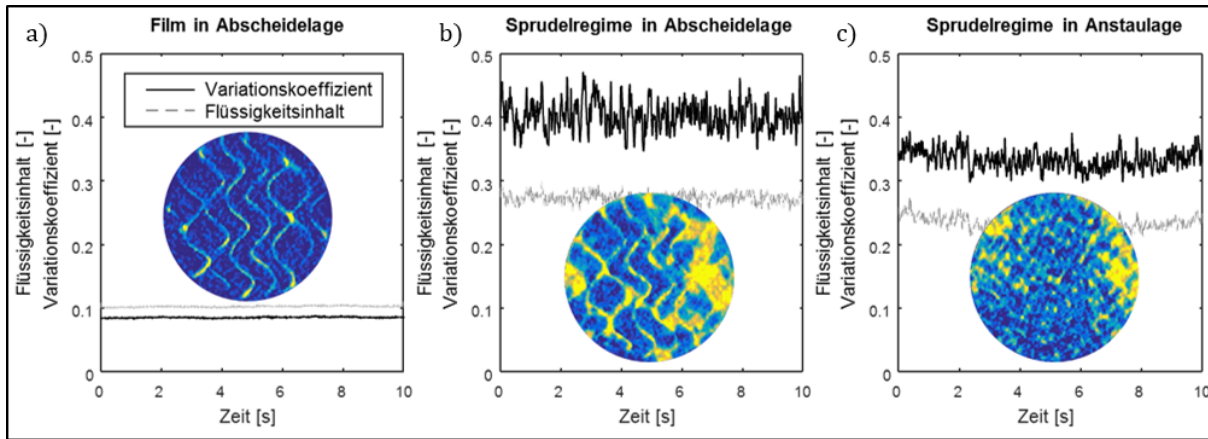 a)
Film in Abscheidelage
Flüssigkeitsinhalt [-]
Variationskoeffizient [-]
0.5
0.4
0.3
0.2
0.1
0
Variationskoeffizient
Flüssigkeitsinhalt
0 2 4 6 8 10
Zeit [s]
b)
Sprudelregime in Abscheidelage
Flüssigkeitsinhalt [-]
Variationskoeffizient [-]
0.5
0.4
0.3
0.2
0.1
0
0 2 4 6 8 10
Zeit [s]
c)
Sprudelregime in Anstaulage
Flüssigkeitsinhalt [-]
Variationskoeffizient [-]
0.5
0.4
0.3
0.2
0.1
0
0 2 4 6 8 10
Zeit [s]